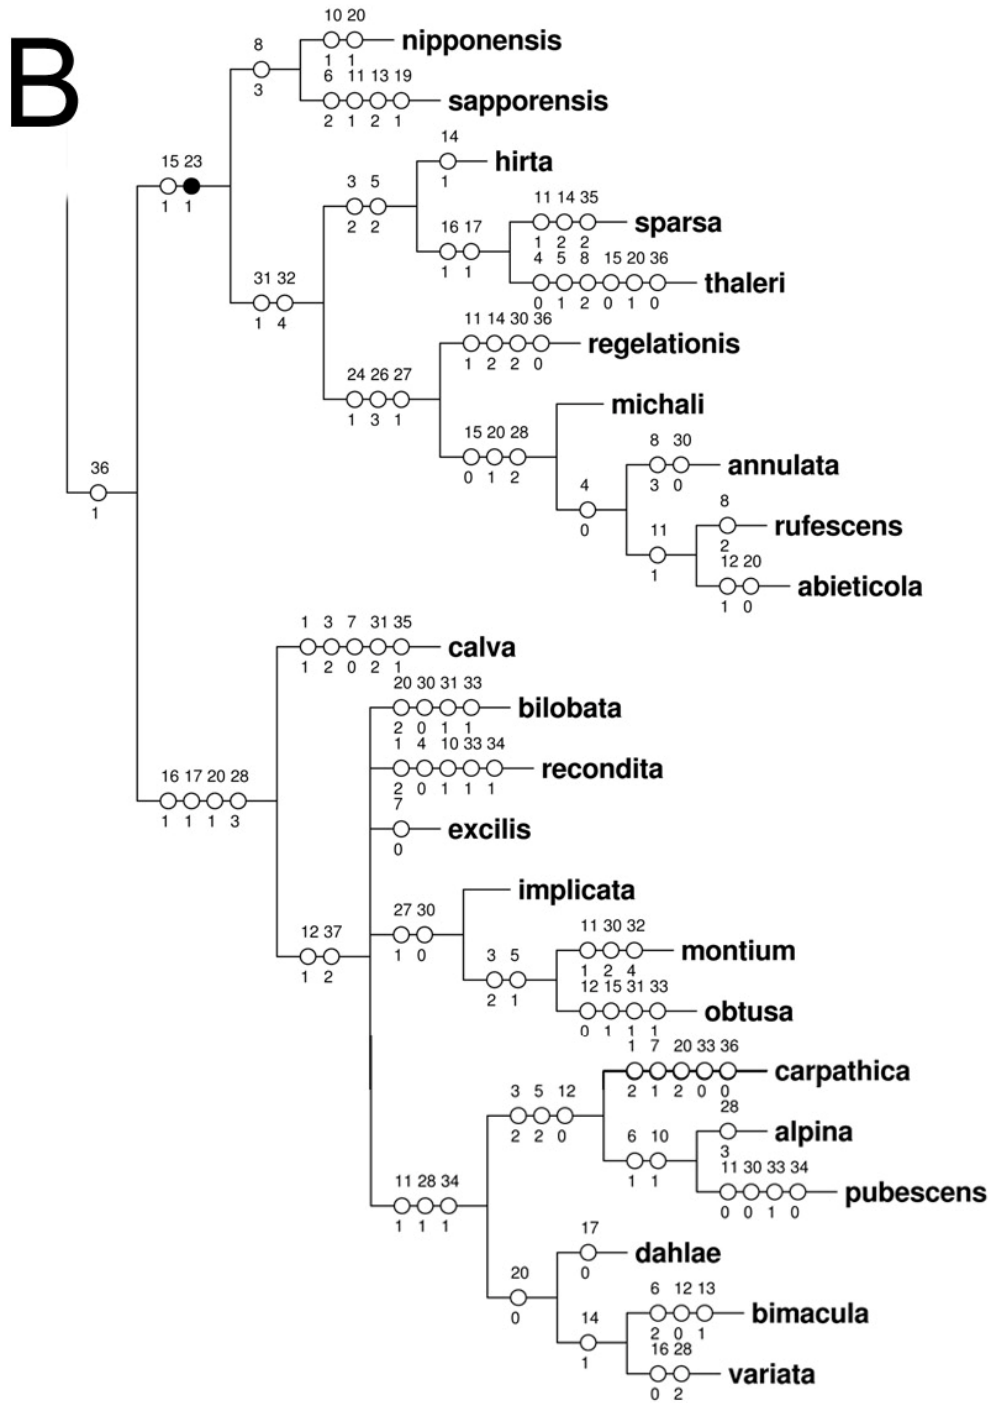 B
10 20
nipponensis
1 1
8
3
6 11 13 19
sapporensis
2 1 2 1
15 23
1 1
14
hirta
1
3 5
2 2
11 14 35
sparsa
1 2 2
16 17
1 1
4 5 8 15 20 36
thaleri
0 1 2 0 1 0
31 32
1 4
11 14 30 36
regelationis
1 2 2 0
24 26 27
1 3 1
michali
15 20 28
0 1 2
8 30
annulata
3 0
4
0
8
rufescens
2
11
1
12 20
abieticola
1 0
36
1
1 3 7 31 35
calva
1 2 0 2 1
20 30 31 33
bilobata
2 0 1 1
1 4 10 33 34
recondita
2 0 1 1 1
7
excilis
0
16 17 20 28
1 1 1 3
implicata
27 30
1 0
12 37
1 2
11 30 32
montium
1 2 4
3 5
2 1
12 15 31 33
obtusa
0 1 1 1
1 7 20 33 36
carpathica
2 1 2 0 0
3 5 12
2 2 0
28
alpina
3
6 10
1 1
11 30 33 34
pubescens
0 0 1 0
11 28 34
1 1 1
17
dahlae
0
20
0
6 12 13
bimacula
2 0 1
14
1
16 28
variata
0 2